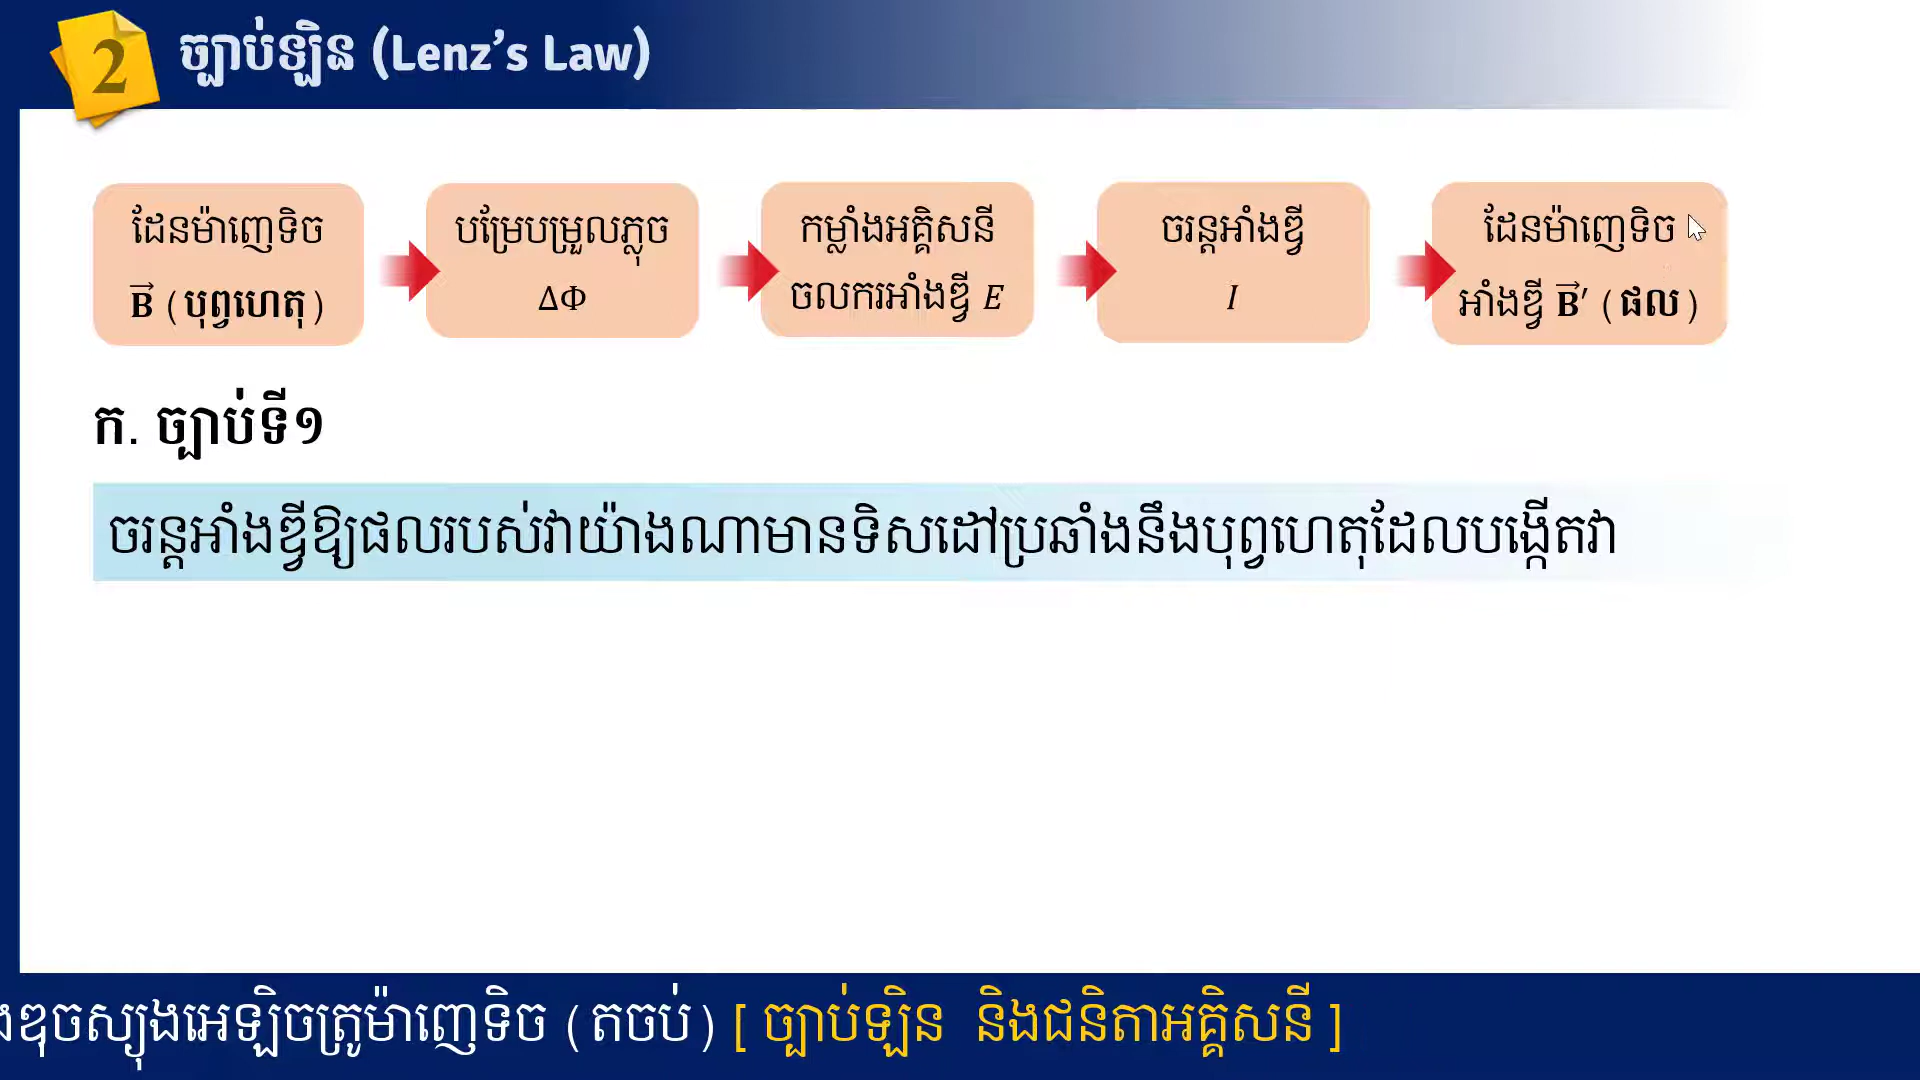 2
ច្បាប់ឡិន (Lenz’s Law)
ដែនម៉ាញេទិច
B⃗ (បុព្វហេតុ)
បម្រែបម្រួលភ្លុច
ΔΦ
កម្លាំងអគ្គិសនី
ចលករអាំងឌ្វី E
ចរន្តអាំងឌ្វី
I
ដែនម៉ាញេទិច
អាំងឌ្វី B⃗′ (ផល)
ក. ច្បាប់ទី១
ចរន្តអាំងឌ្វីឱ្យផលរបស់វាយ៉ាងណាមានទិសដៅប្រឆាំងនឹងបុព្វហេតុដែលបង្កើតវា
ងឌុចស្យុងអេឡិចត្រូម៉ាញេទិច (តចប់) [ ច្បាប់ឡិន និងជនិតាអគ្គិសនី ]